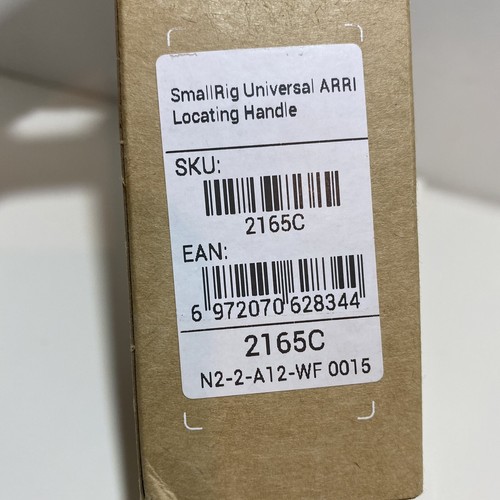 SmallRig Universal ARRI
Locating Handle
SKU:
2165C
EAN:
6 972070 628344
2165C
N2-2-A12-WF 0015